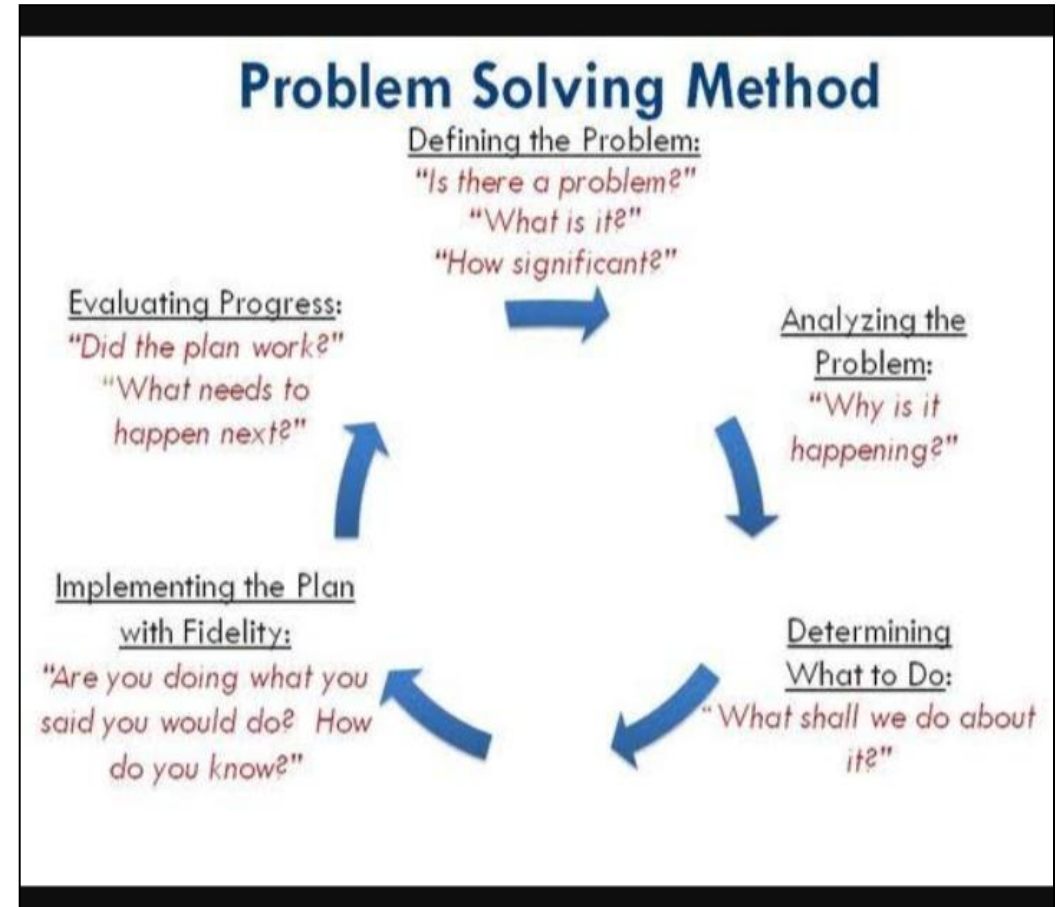 Problem Solving Method
Defining the Problem:
"Is there a problem?"
"What is it?"
"How significant?"
Analyzing the
Problem:
"Why is it
happening?"
Determining
What to Do:
"What shall we do about
it?"
Implementing the Plan
with Fidelity:
"Are you doing what you
said you would do? How
do you know?"
Evaluating Progress:
"Did the plan work?"
"What needs to
happen next?"